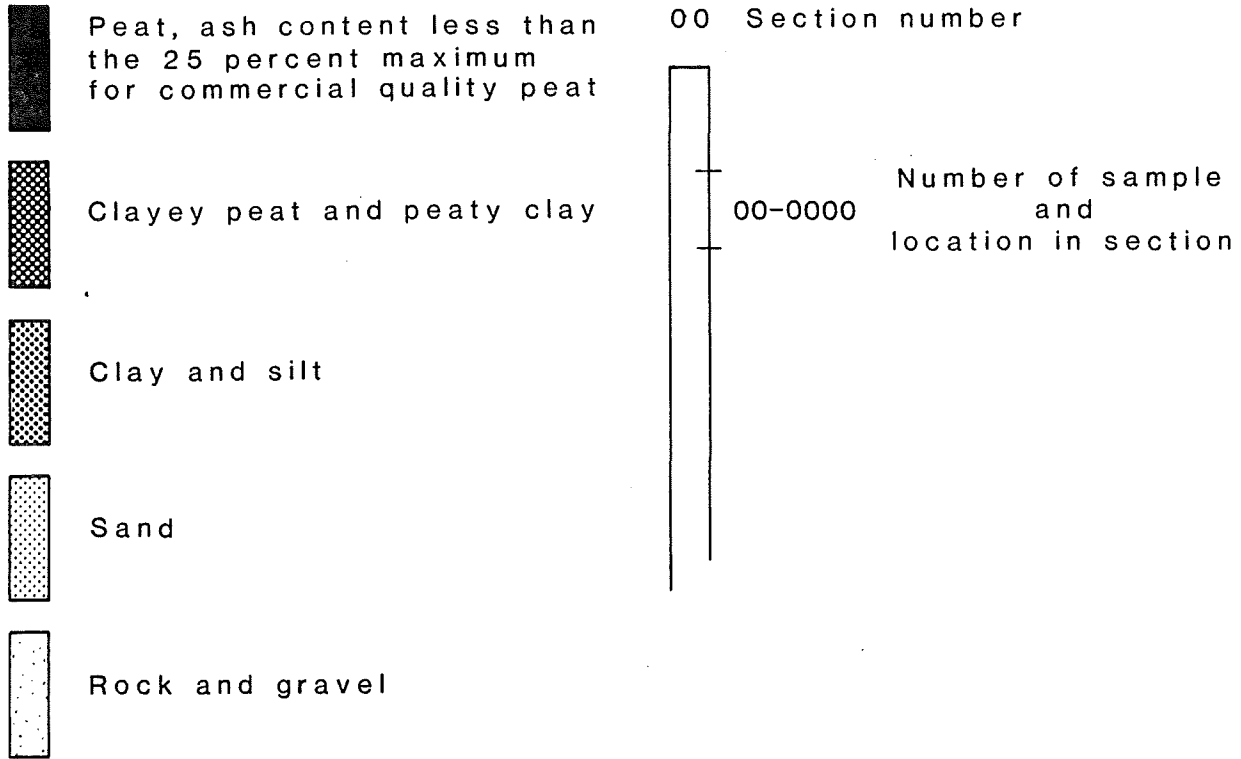 Peat, ash content less than
the 25 percent maximum
for commercial quality peat
Clayey peat and peaty clay
Clay and silt
Sand
Rock and gravel
00 Section number
00-0000
Number of sample
and
location in section